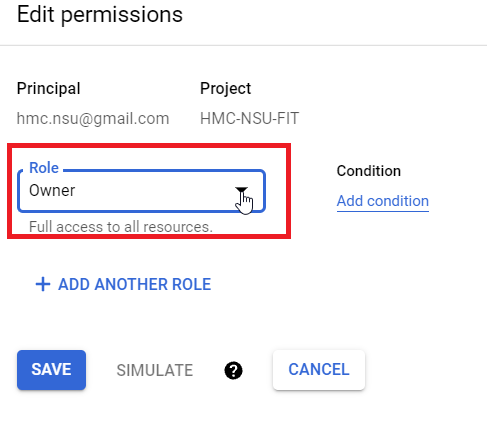 Edit permissions
Principal Project
hmc.nsu@gmail.com HMC-NSU-FIT
Role
Owner
Full access to all resources.
Condition
Add condition
+ ADD ANOTHER ROLE
SAVE SIMULATE ? CANCEL